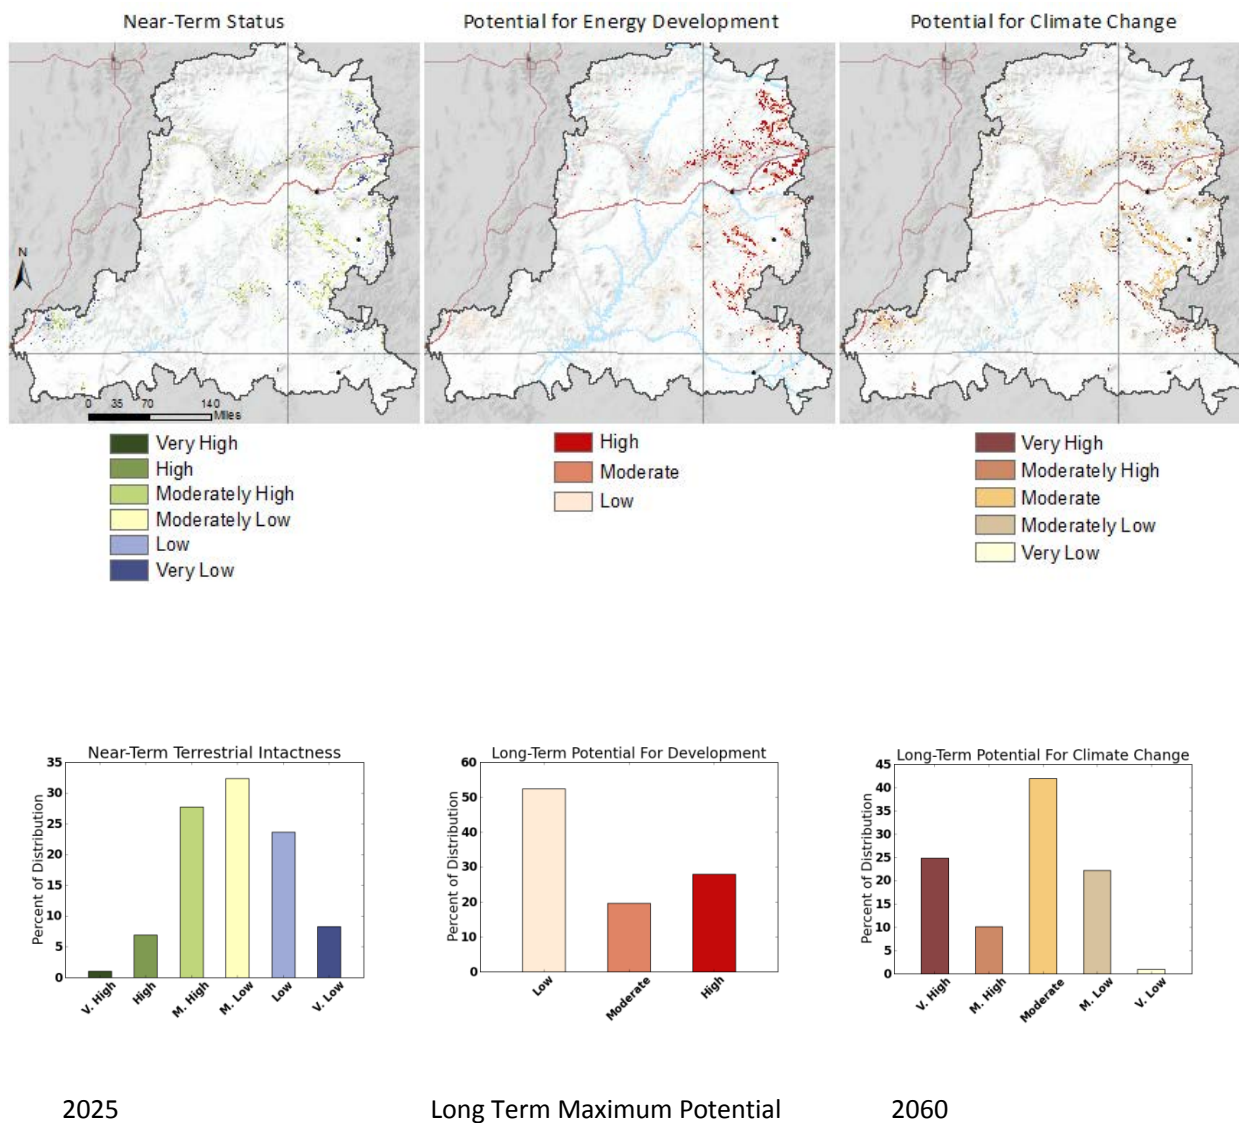 Near-Term Status
Potential for Energy Development
Potential for Climate Change
N
0 35 70 140
Miles
Very High
High
Moderately High
Moderately Low
Low
Very Low
High
Moderate
Low
Very High
Moderately High
Moderate
Moderately Low
Very Low
Near-Term Terrestrial Intactness
35
30
25
20
15
10
5
0
Percent of Distribution
V. High
High
M. High
M. Low
Low
V. Low
Long-Term Potential For Development
60
50
40
30
20
10
0
Percent of Distribution
Low
Moderate
High
Long-Term Potential For Climate Change
45
40
35
30
25
20
15
10
5
0
Percent of Distribution
V. High
M. High
Moderate
M. Low
V. Low
2025
Long Term Maximum Potential
2060